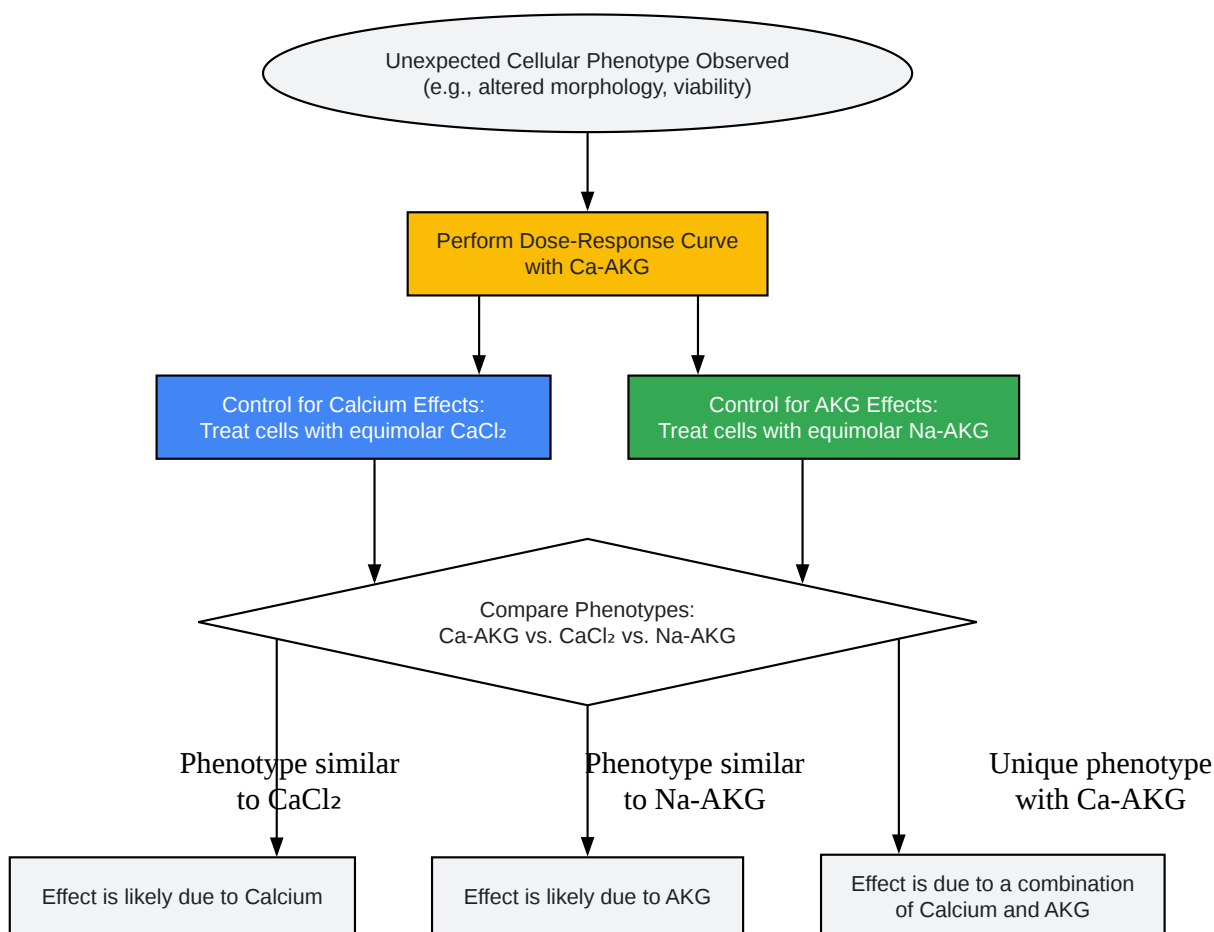 Unexpected Cellular Phenotype Observed
(e.g., altered morphology, viability)
Perform Dose-Response Curve
with Ca-AKG
Control for Calcium Effects:
Treat cells with equimolar CaCl₂
Control for AKG Effects:
Treat cells with equimolar Na-AKG
Compare Phenotypes:
Ca-AKG vs. CaCl₂ vs. Na-AKG
Phenotype similar
to CaCl₂
Phenotype similar
to Na-AKG
Unique phenotype
with Ca-AKG
Effect is likely due to Calcium
Effect is likely due to AKG
Effect is due to a combination
of Calcium and AKG